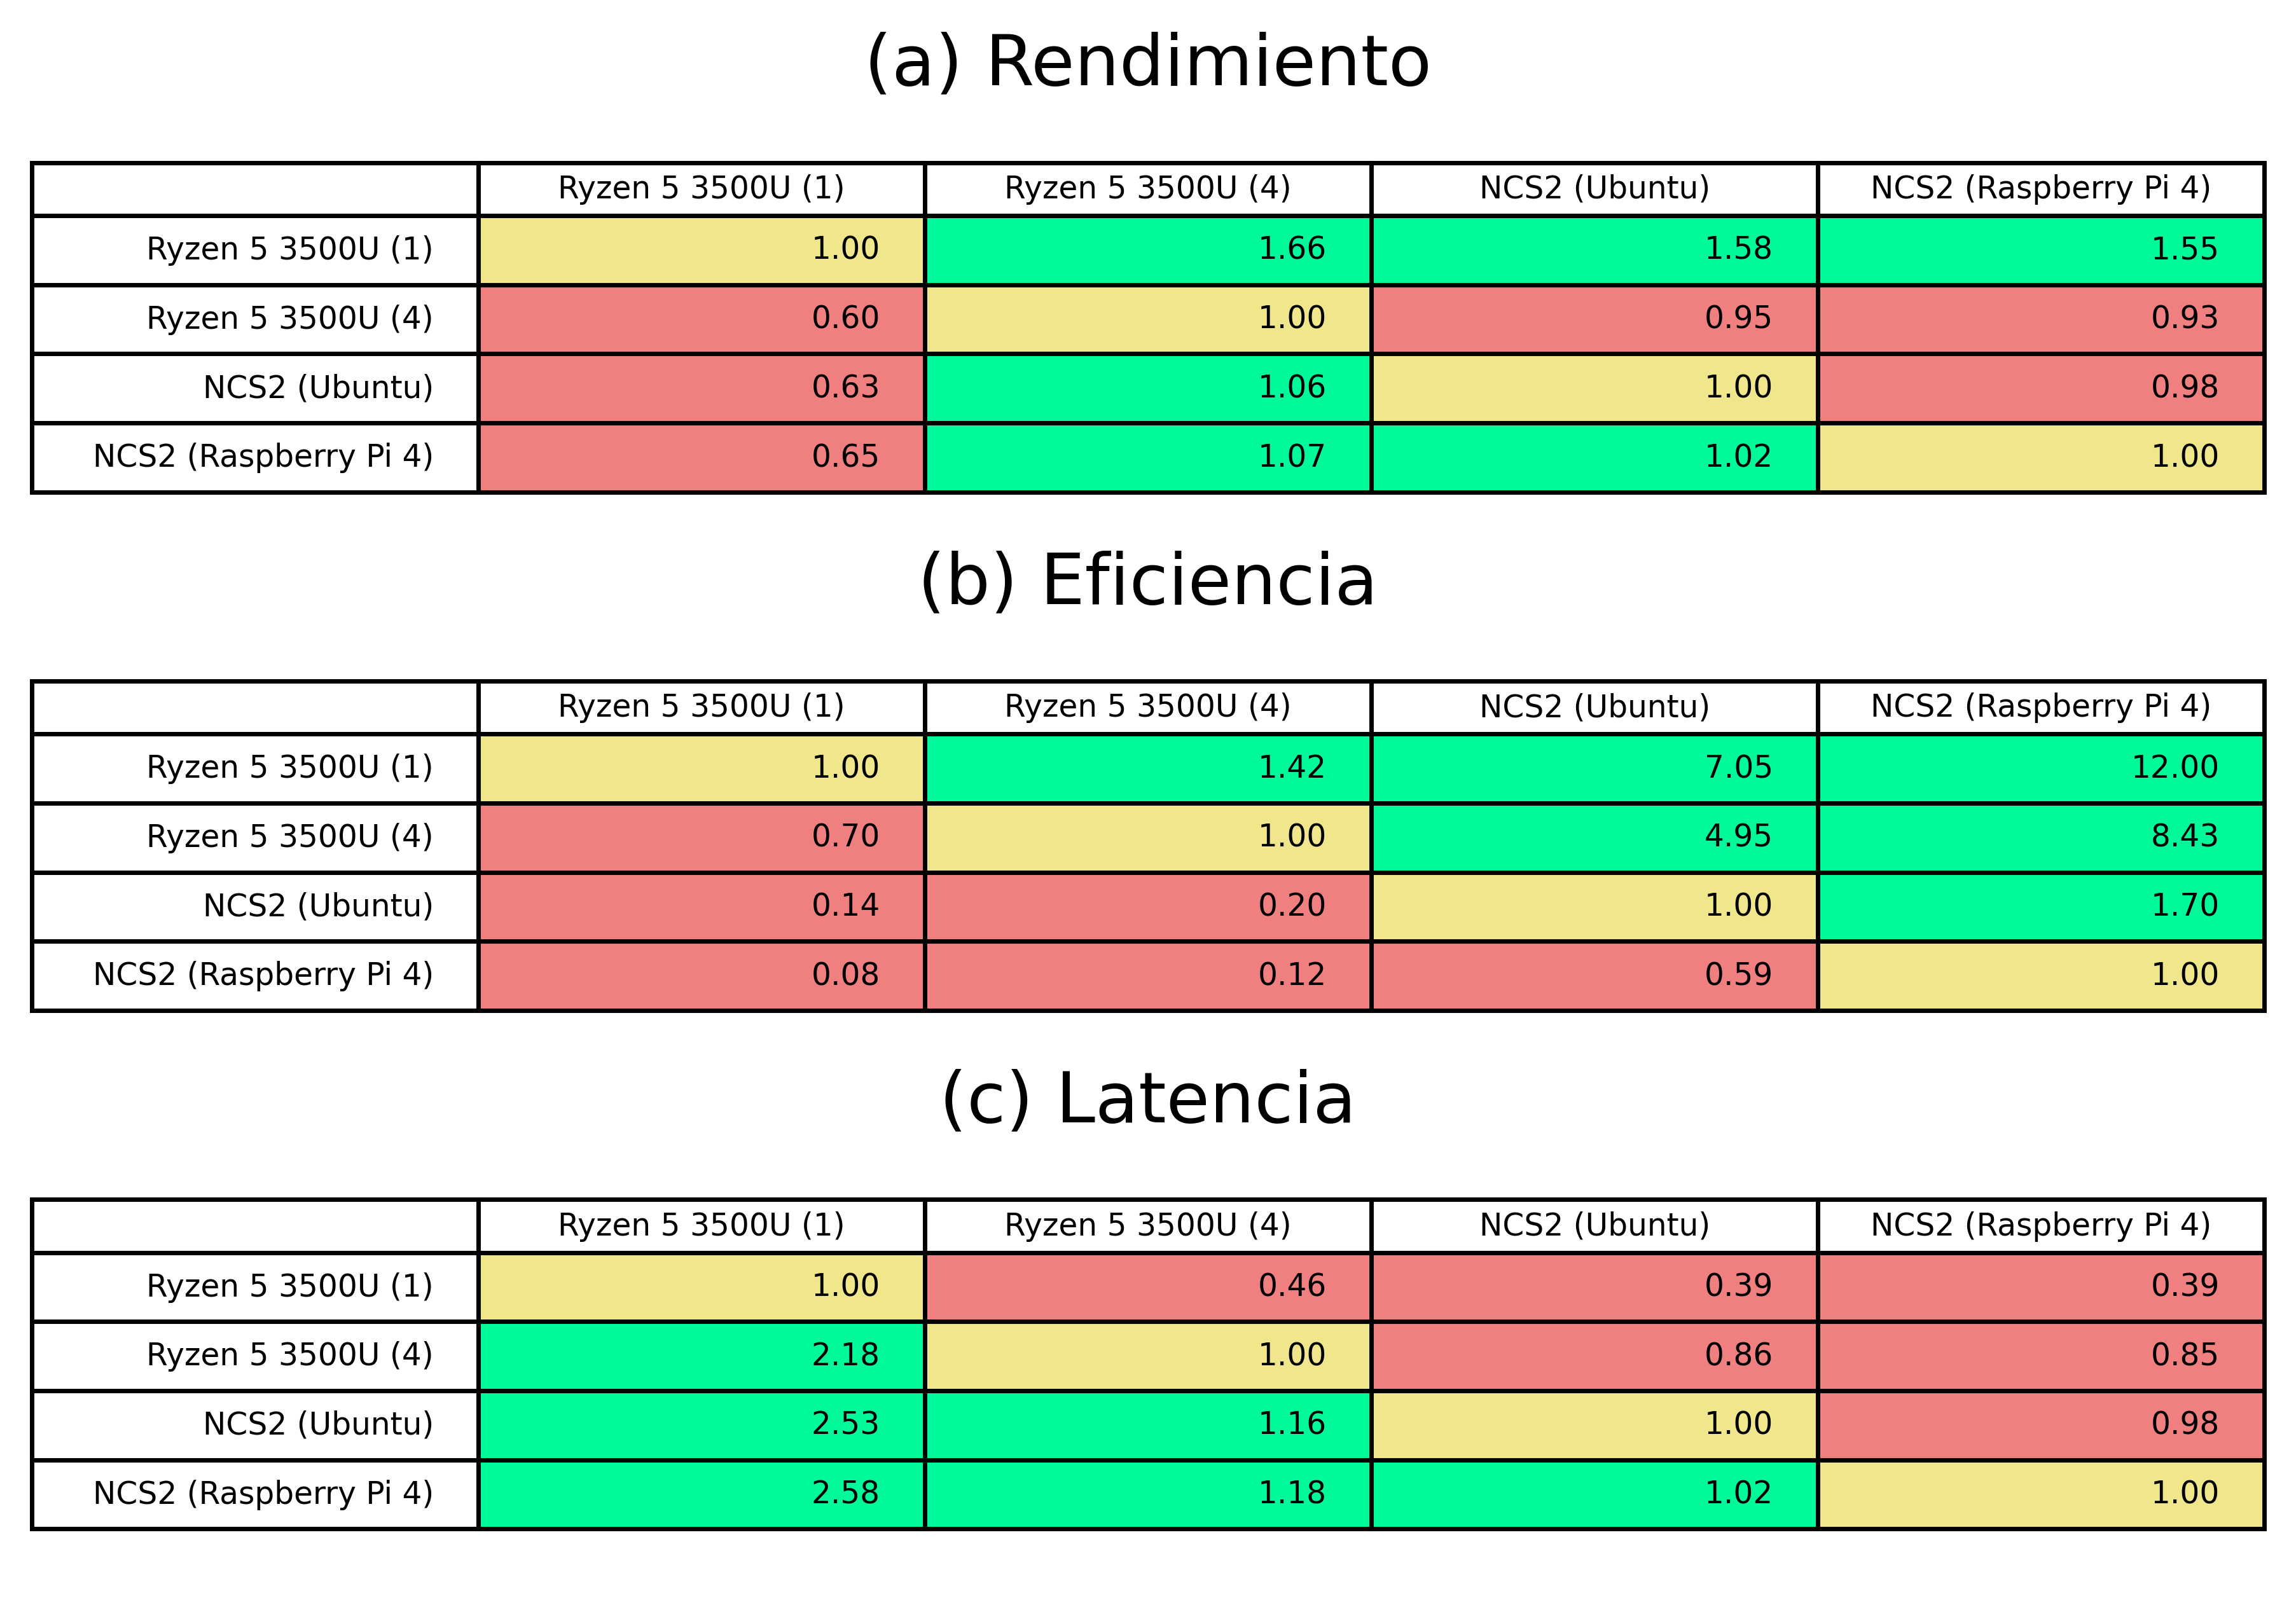 (a) Rendimiento
Ryzen 5 3500U (1) Ryzen 5 3500U (4) NCS2 (Ubuntu) NCS2 (Raspberry Pi 4)
Ryzen 5 3500U (1) 1.00 1.66 1.58 1.55
Ryzen 5 3500U (4) 0.60 1.00 0.95 0.93
NCS2 (Ubuntu) 0.63 1.06 1.00 0.98
NCS2 (Raspberry Pi 4) 0.65 1.07 1.02 1.00
(b) Eficiencia
Ryzen 5 3500U (1) Ryzen 5 3500U (4) NCS2 (Ubuntu) NCS2 (Raspberry Pi 4)
Ryzen 5 3500U (1) 1.00 1.42 7.05 12.00
Ryzen 5 3500U (4) 0.70 1.00 4.95 8.43
NCS2 (Ubuntu) 0.14 0.20 1.00 1.70
NCS2 (Raspberry Pi 4) 0.08 0.12 0.59 1.00
(c) Latencia
Ryzen 5 3500U (1) Ryzen 5 3500U (4) NCS2 (Ubuntu) NCS2 (Raspberry Pi 4)
Ryzen 5 3500U (1) 1.00 0.46 0.39 0.39
Ryzen 5 3500U (4) 2.18 1.00 0.86 0.85
NCS2 (Ubuntu) 2.53 1.16 1.00 0.98
NCS2 (Raspberry Pi 4) 2.58 1.18 1.02 1.00